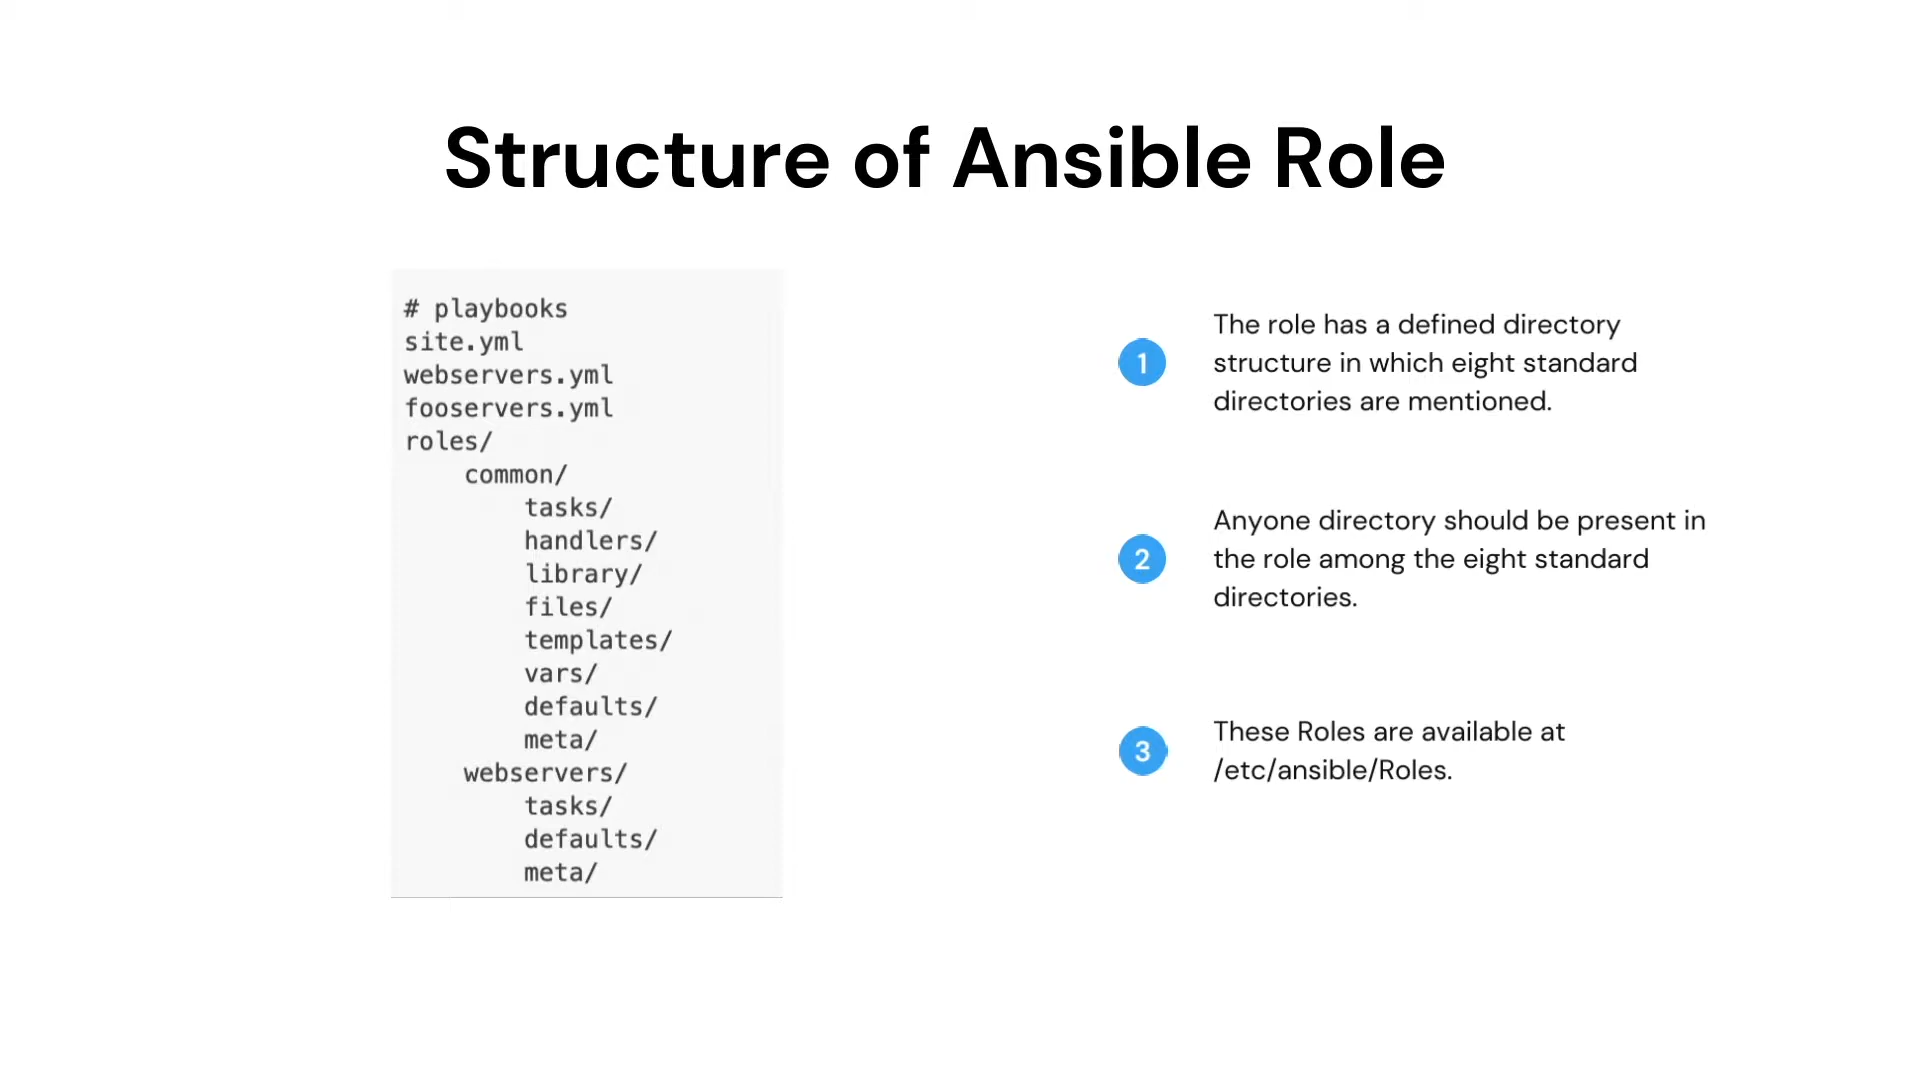 Structure of Ansible Role
# playbooks
site.yml
webservers.yml
fooservers.yml
roles/
    common/
        tasks/
        handlers/
        library/
        files/
        templates/
        vars/
        defaults/
        meta/
    webservers/
        tasks/
        defaults/
        meta/
1
The role has a defined directory
structure in which eight standard
directories are mentioned.
2
Anyone directory should be present in
the role among the eight standard
directories.
3
These Roles are available at
/etc/ansible/Roles.